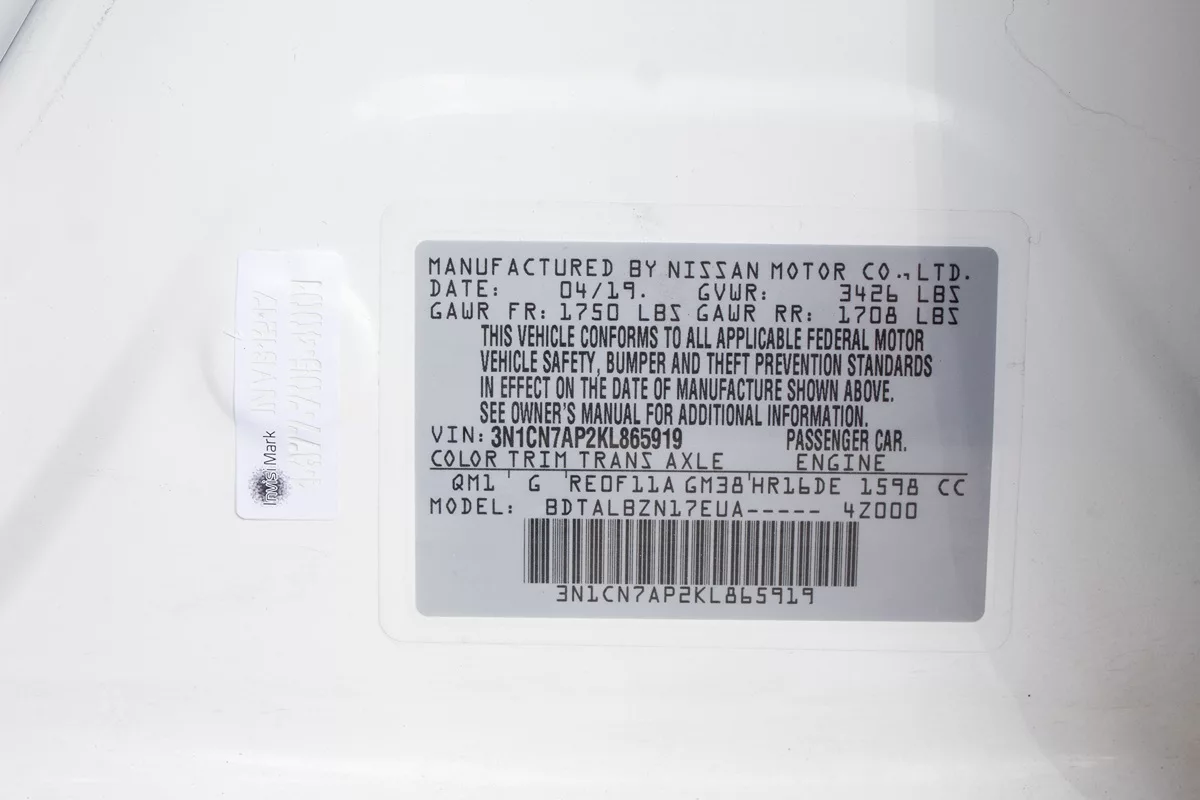 MANUFACTURED BY NISSAN MOTOR CO., LTD.
DATE: 04/19. GVWR: 3426 LBS
GAWR FR: 1750 LBS GAWR RR: 1708 LBS
THIS VEHICLE CONFORMS TO ALL APPLICABLE FEDERAL MOTOR
VEHICLE SAFETY, BUMPER AND THEFT PREVENTION STANDARDS
IN EFFECT ON THE DATE OF MANUFACTURE SHOWN ABOVE.
SEE OWNER'S MANUAL FOR ADDITIONAL INFORMATION.
VIN: 3N1CN7AP2KL865919 PASSENGER CAR.
COLOR TRIM TRANS AXLE ENGINE
QM1 G RE0F11A GM38 HR16DE 1598 CC
MODEL: BDTALBZN17EUA----- 4Z000
3N1CN7AP2KL865919
Invisi Mark